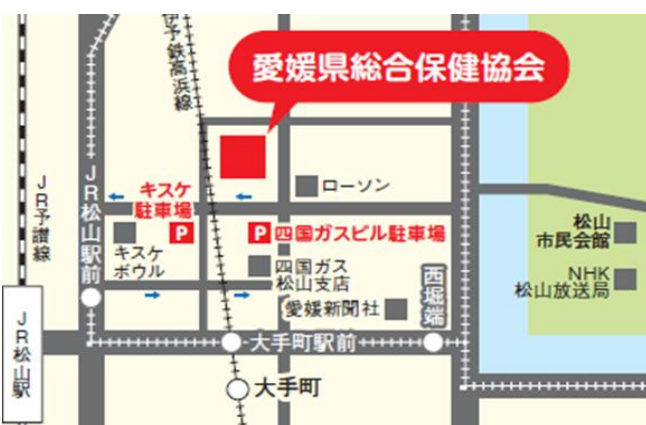 伊予鉄高浜線
愛媛県総合保健協会
JR予讃線
JR松山駅前
キスケ
駐車場
P
ローソン
P
四国ガスビル駐車場
キスケ
ボウル
四国ガス
松山支店
愛媛新聞社
西堀端
松山
市民会館
NHK
松山放送局
JR松山駅
大手町駅前
大手町